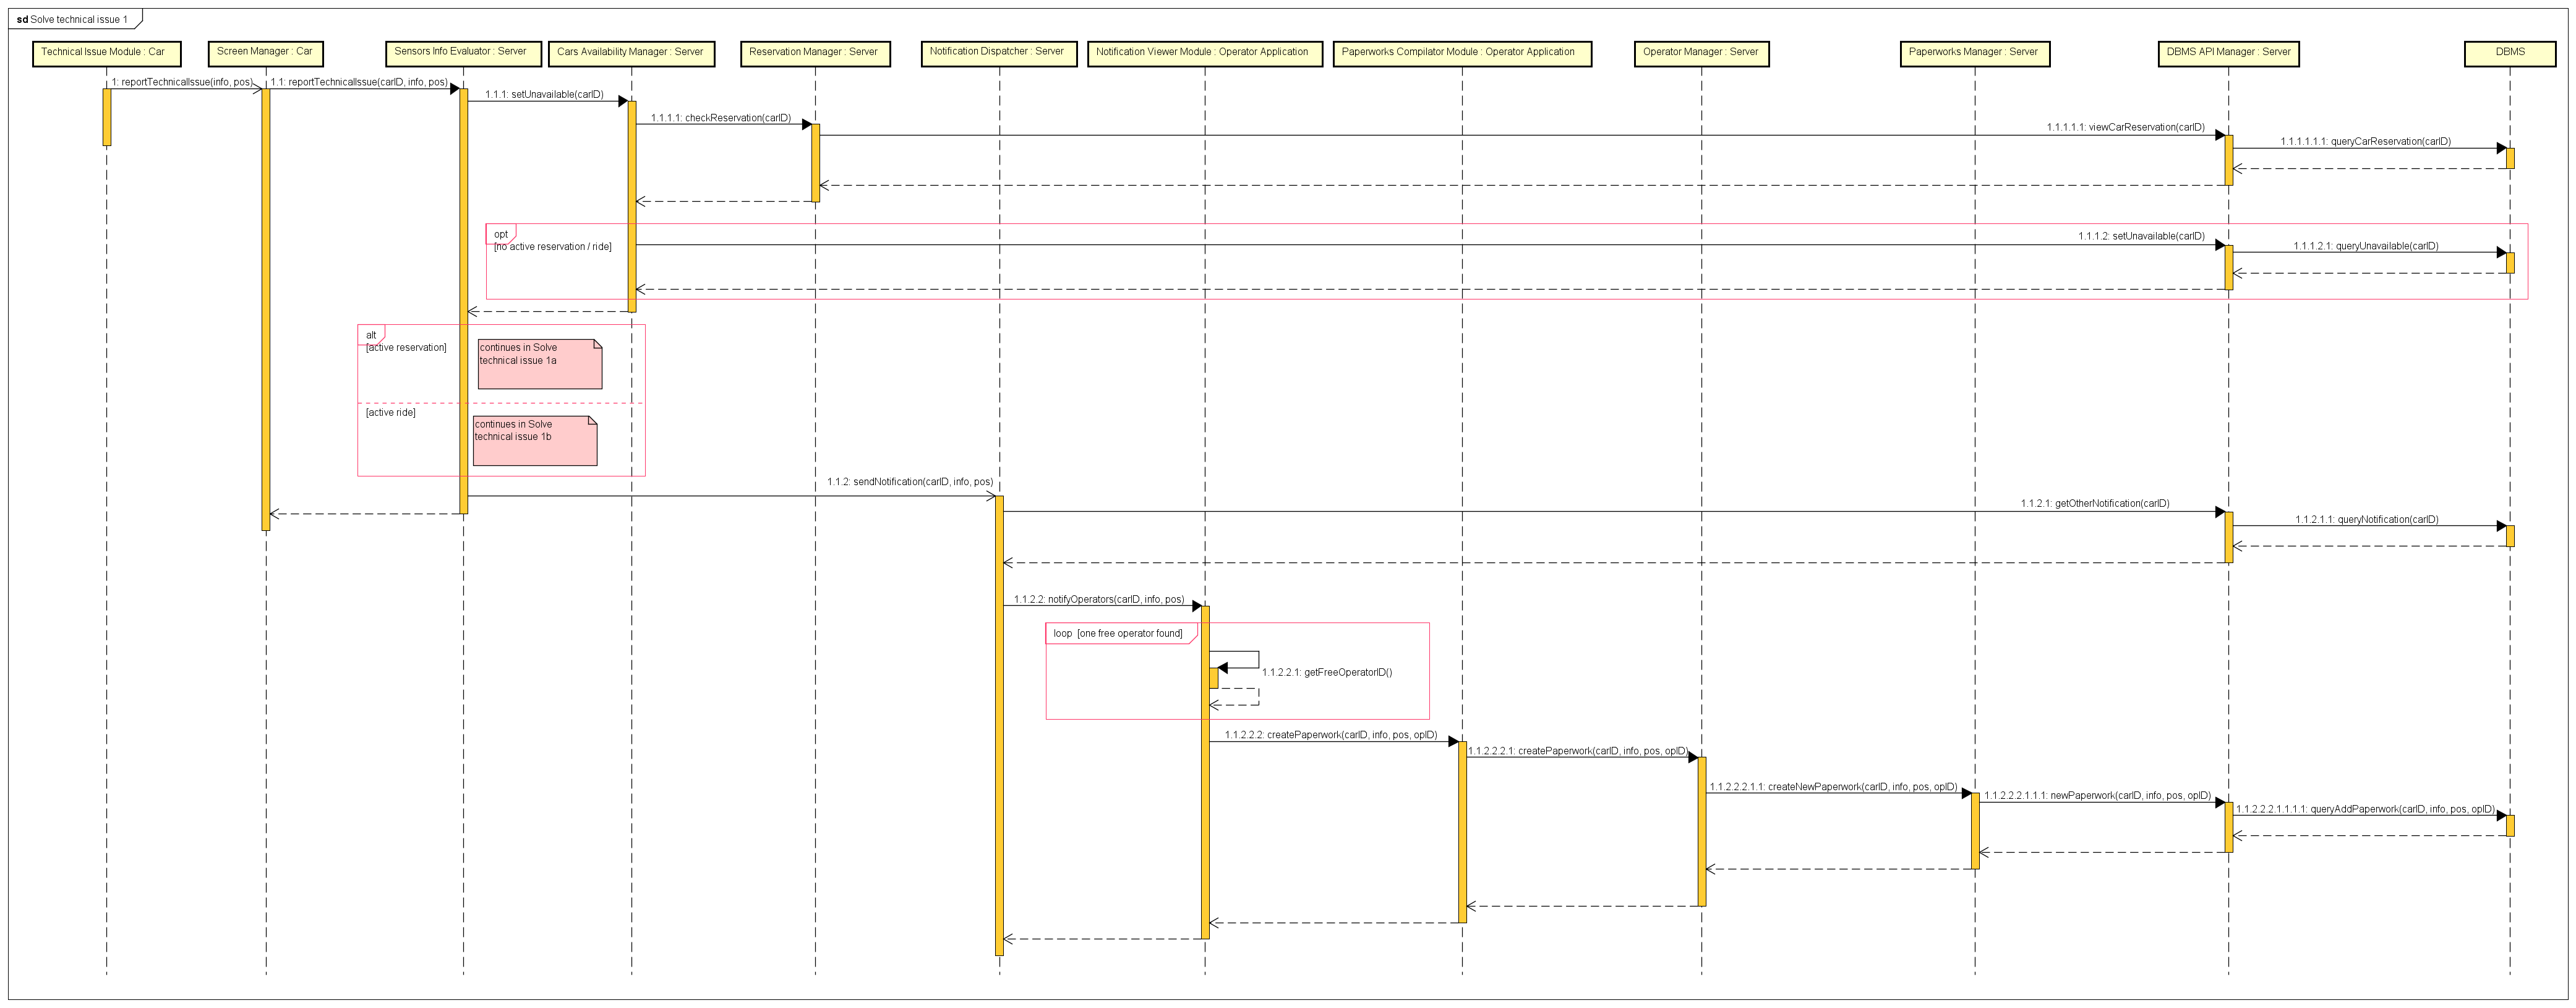 sd Solve technical issue 1
Technical Issue Module : Car
Screen Manager : Car
Sensors Info Evaluator : Server
Cars Availability Manager : Server
Reservation Manager : Server
Notification Dispatcher : Server
Notification Viewer Module : Operator Application
Paperworks Compilator Module : Operator Application
Operator Manager : Server
Paperworks Manager : Server
DBMS API Manager : Server
DBMS
1: reportTechnicalIssue(info, pos)
1.1: reportTechnicalIssue(carID, info, pos)
1.1.1: setUnavailable(carID)
1.1.1.1: checkReservation(carID)
1.1.1.1.1: viewCarReservation(carID)
1.1.1.1.1.1: queryCarReservation(carID)
opt
[no active reservation / ride]
1.1.1.2: setUnavailable(carID)
1.1.1.2.1: queryUnavailable(carID)
alt
[active reservation]
continues in Solve
technical issue 1a
[active ride]
continues in Solve
technical issue 1b
1.1.2: sendNotification(carID, info, pos)
1.1.2.1: getOtherNotification(carID)
1.1.2.1.1: queryNotification(carID)
1.1.2.2: notifyOperators(carID, info, pos)
loop [one free operator found]
1.1.2.2.1: getFreeOperatorID()
1.1.2.2.2: createPaperwork(carID, info, pos, opID)
1.1.2.2.2.1: createPaperwork(carID, info, pos, opID)
1.1.2.2.2.1.1: createNewPaperwork(carID, info, pos, opID)
1.1.2.2.2.1.1.1: newPaperwork(carID, info, pos, opID)
1.1.2.2.2.1.1.1.1: queryAddPaperwork(carID, info, pos, opID)